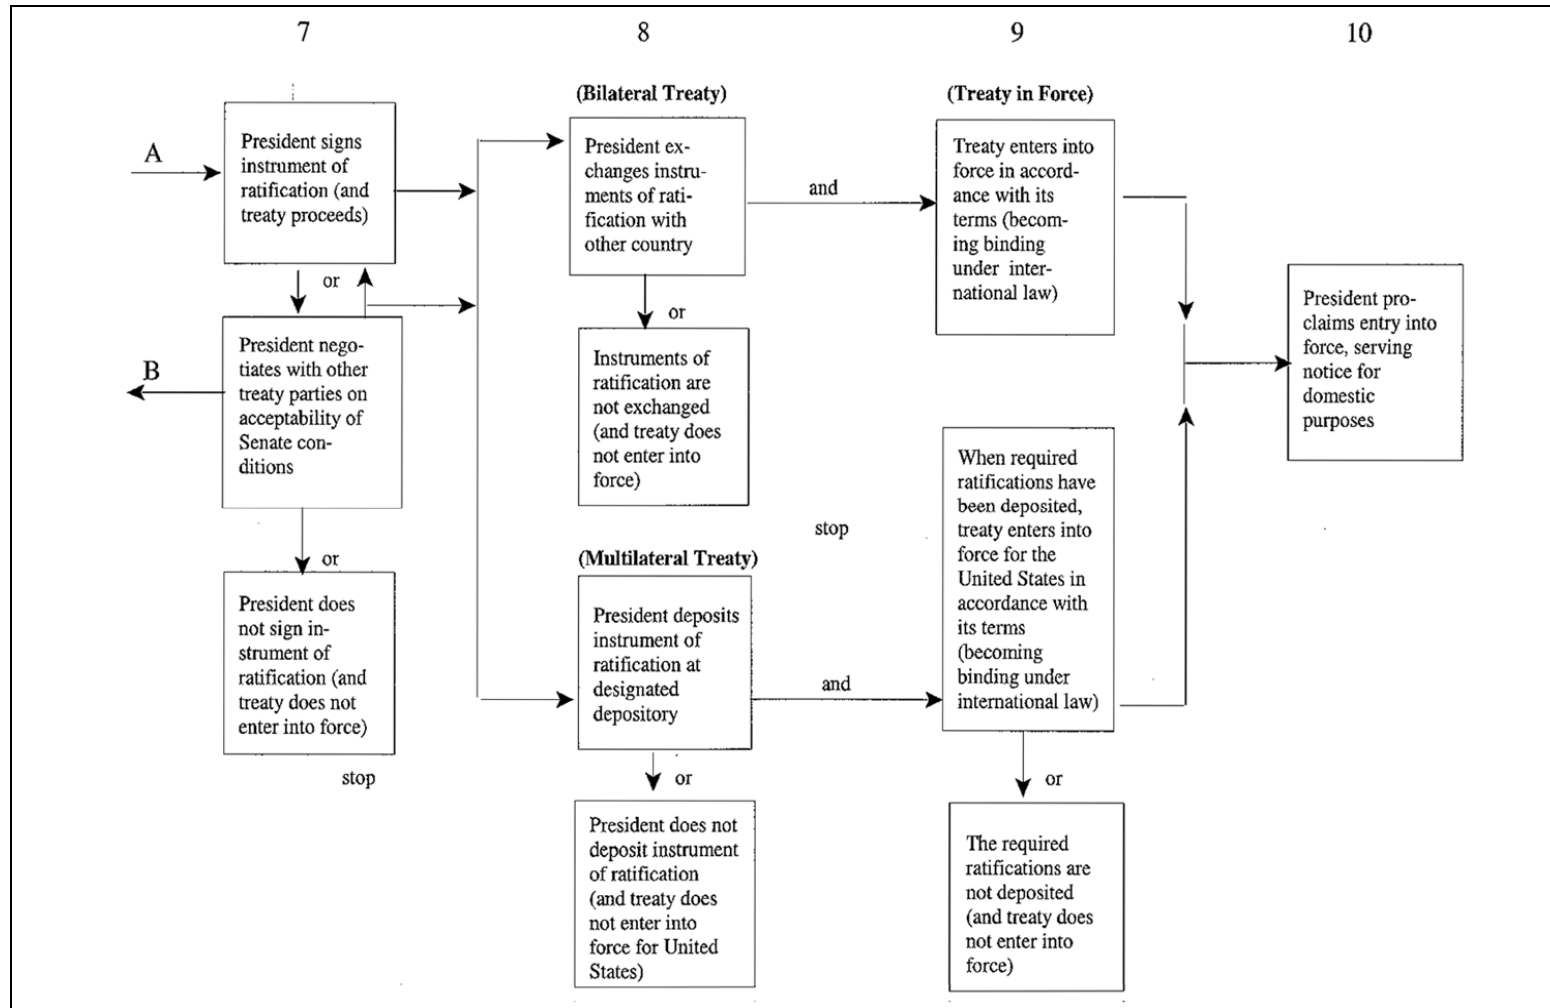 7
8
9
10
A
President signs
instrument of
ratification (and
treaty proceeds)
or
B
President nego-
tiates with other
treaty parties on
acceptability of
Senate con-
ditions
or
President does
not sign in-
strument of
ratification (and
treaty does not
enter into force)
stop
(Bilateral Treaty)
President ex-
changes instru-
ments of rati-
fication with
other country
and
or
Instruments of
ratification are
not exchanged
(and treaty does
not enter into
force)
stop
(Multilateral Treaty)
President deposits
instrument of
ratification at
designated
depository
and
or
President does not
deposit instrument
of ratification
(and treaty does
not enter into
force for United
States)
(Treaty in Force)
Treaty enters into
force in accord-
ance with its
terms (becom-
ing binding
under inter-
national law)
When required
ratifications have
been deposited,
treaty enters into
force for the
United States in
accordance with
its terms
(becoming
binding under
international law)
or
The required
ratifications are
not deposited
(and treaty does
not enter into
force)
President pro-
claims entry into
force, serving
notice for
domestic
purposes